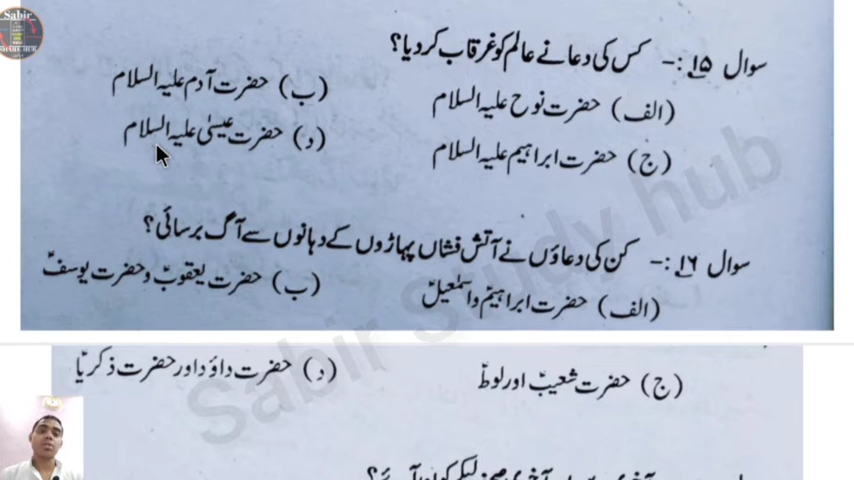 Sabir
سوال ۱۵:- کس کی دعا نے عالم کو غرقاب کر دیا؟
(الف) حضرت نوح علیہ السلام (ب) حضرت آدم علیہ السلام
(ج) حضرت ابراہیم علیہ السلام (د) حضرت عیسیٰ علیہ السلام
سوال ۱۶:- کن کی دعاؤں نے آتش فشاں پہاڑوں کے دہانوں سے آگ برسائی؟
(الف) حضرت ابراہیمؑ واسمٰعیلؑ (ب) حضرت یعقوبؑ و حضرت یوسفؑ
(ج) حضرت شعیبؑ اور لوطؑ (د) حضرت داؤد اور حضرت ذکریاؑ
Sabir Study hub